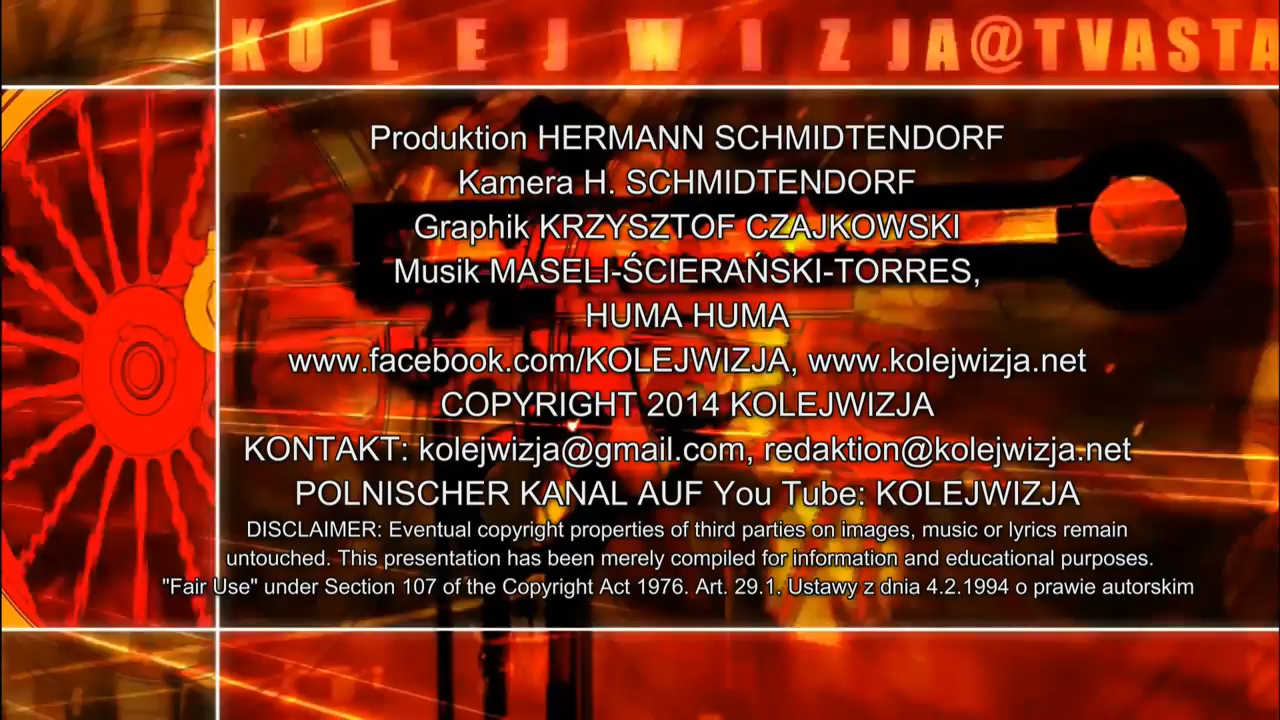 KOLEJWIZJA@TVASTA
Produktion HERMANN SCHMIDTENDORF
Kamera H. SCHMIDTENDORF
Graphik KRZYSZTOF CZAJKOWSKI
Musik MASELI-ŚCIERAŃSKI-TORRES,
HUMA HUMA
www.facebook.com/KOLEJWIZJA, www.kolejwizja.net
COPYRIGHT 2014 KOLEJWIZJA
KONTAKT: kolejwizja@gmail.com, redaktion@kolejwizja.net
POLNISCHER KANAL AUF You Tube: KOLEJWIZJA
DISCLAIMER: Eventual copyright properties of third parties on images, music or lyrics remain
untouched. This presentation has been merely compiled for information and educational purposes.
"Fair Use" under Section 107 of the Copyright Act 1976. Art. 29.1. Ustawy z dnia 4.2.1994 o prawie autorskim